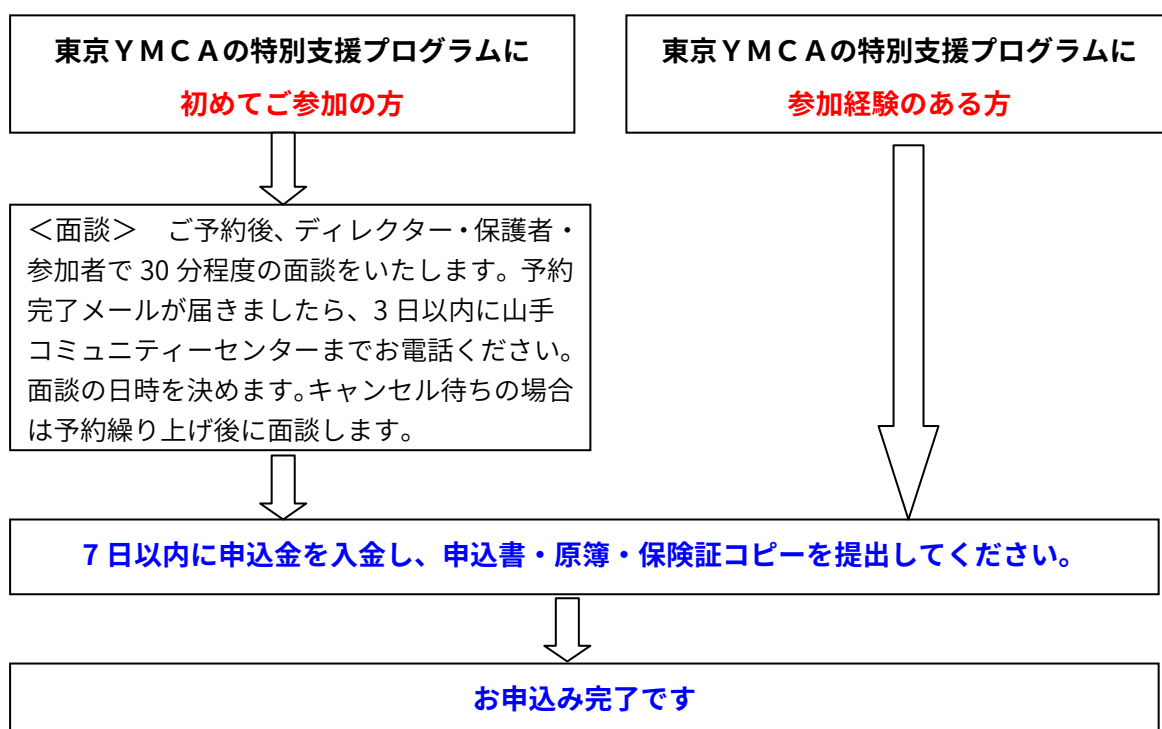 東京ＹＭＣＡの特別支援プログラムに
初めてご参加の方
東京ＹＭＣＡの特別支援プログラムに
参加経験のある方
＜面談＞　ご予約後、ディレクター・保護者・
参加者で 30 分程度の面談をいたします。予約
完了メールが届きましたら、3 日以内に山手
コミュニティーセンターまでお電話ください。
面談の日時を決めます。キャンセル待ちの場合
は予約繰り上げ後に面談します。
7 日以内に申込金を入金し、申込書・原簿・保険証コピーを提出してください。
お申込み完了です